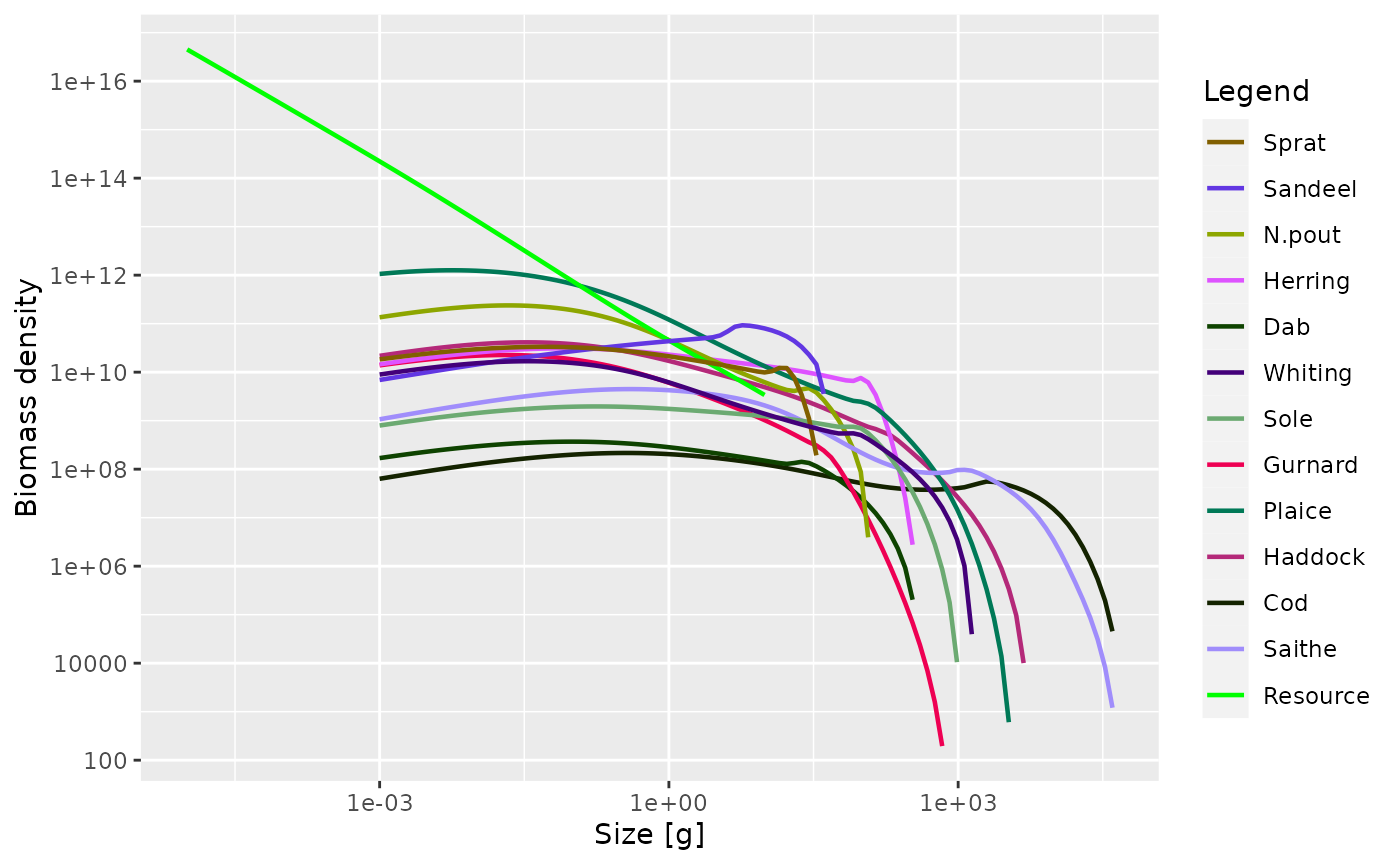 Biomass density
1e+16
1e+14
1e+12
1e+10
1e+08
1e+06
10000
100
1e-03
1e+00
1e+03
Size [g]
Legend
Sprat
Sandeel
N.pout
Herring
Dab
Whiting
Sole
Gurnard
Plaice
Haddock
Cod
Saithe
Resource